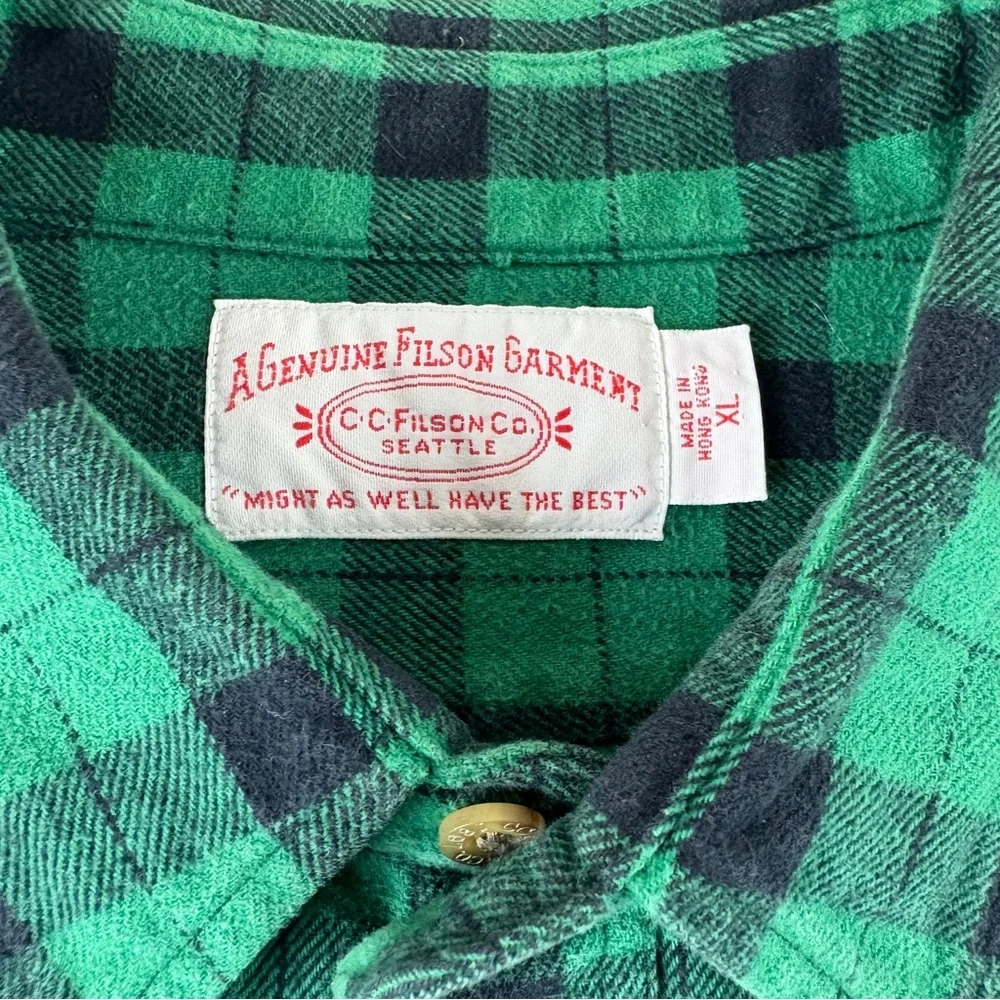 A GENUINE FILSON GARMENT
C·C·FILSON CO.
SEATTLE
"MIGHT AS WELL HAVE THE BEST"
MADE IN
HONG KONG
XL